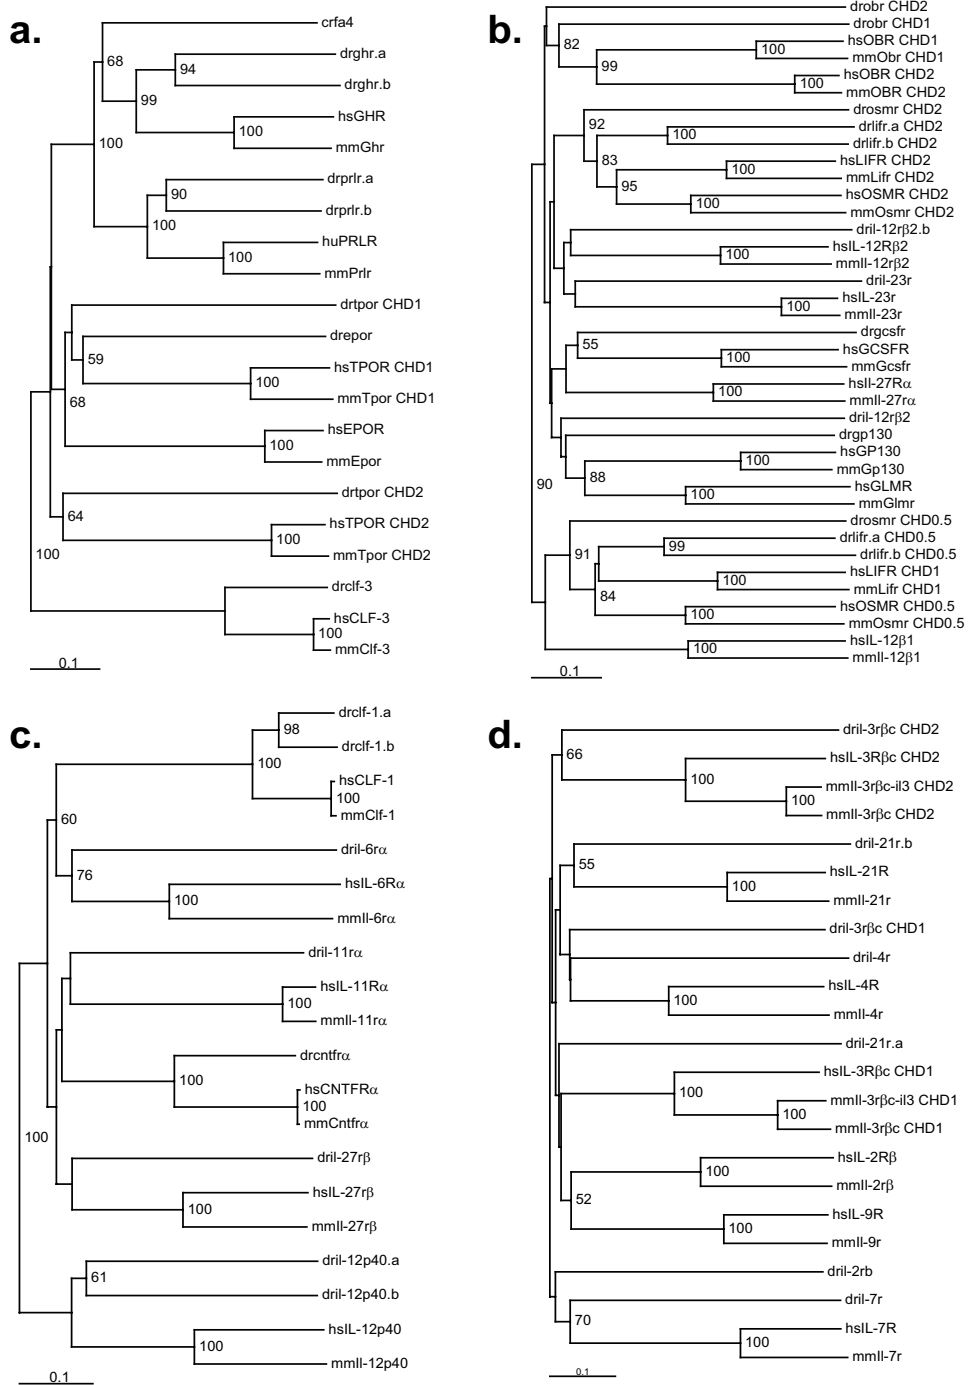 a.
crfa4
68
drghr.a
94
drghr.b
99
hsGHR
100
mmGhr
100
drprlr.a
90
drprlr.b
100
huPRLR
100
mmPrlr
drtpor CHD1
drepor
59
hsTPOR CHD1
100
mmTpor CHD1
68
hsEPOR
100
mmEpor
drtpor CHD2
64
hsTPOR CHD2
100
mmTpor CHD2
100
drclf-3
hsCLF-3
100
mmClf-3
0.1
b.
drobr CHD2
drobr CHD1
82
hsOBR CHD1
100
mmObr CHD1
99
hsOBR CHD2
100
mmOBR CHD2
drosmr CHD2
92
drlifr.a CHD2
100
drlifr.b CHD2
83
hsLIFR CHD2
100
mmLifr CHD2
95
hsOSMR CHD2
100
mmOsmr CHD2
dril-12rβ2.b
hsIL-12Rβ2
100
mmIl-12rβ2
dril-23r
hsIL-23r
100
mmIl-23r
drgcsfr
55
hsGCSFR
100
mmGcsfr
hsIl-27Rα
100
mmIl-27rα
dril-12rβ2
drgp130
hsGP130
100
mmGp130
88
hsGLMR
100
mmGlmr
90
drosmr CHD0.5
drlifr.a CHD0.5
91
99
drlifr.b CHD0.5
hsLIFR CHD1
100
mmLifr CHD1
84
hsOSMR CHD0.5
100
mmOsmr CHD0.5
hsIL-12β1
100
mmIl-12β1
0.1
c.
drclf-1.a
98
drclf-1.b
100
hsCLF-1
100
mmClf-1
60
dril-6rα
76
hsIL-6Rα
100
mmIl-6rα
dril-11rα
hsIL-11Rα
100
mmIl-11rα
drcntfrα
100
hsCNTFRα
100
mmCntfrα
100
dril-27rβ
hsIL-27rβ
100
mmIl-27rβ
dril-12p40.a
61
dril-12p40.b
hsIL-12p40
100
mmIl-12p40
0.1
d.
dril-3rβc CHD2
66
hsIL-3Rβc CHD2
100
mmIl-3rβc-il3 CHD2
100
mmIl-3rβc CHD2
dril-21r.b
55
hsIL-21R
100
mmIl-21r
dril-3rβc CHD1
dril-4r
hsIL-4R
100
mmIl-4r
dril-21r.a
hsIL-3Rβc CHD1
100
mmIl-3rβc-il3 CHD1
100
mmIl-3rβc CHD1
hsIL-2Rβ
100
mmIl-2rβ
52
hsIL-9R
100
mmIl-9r
dril-2rb
dril-7r
70
hsIL-7R
100
mmIl-7r
0.1